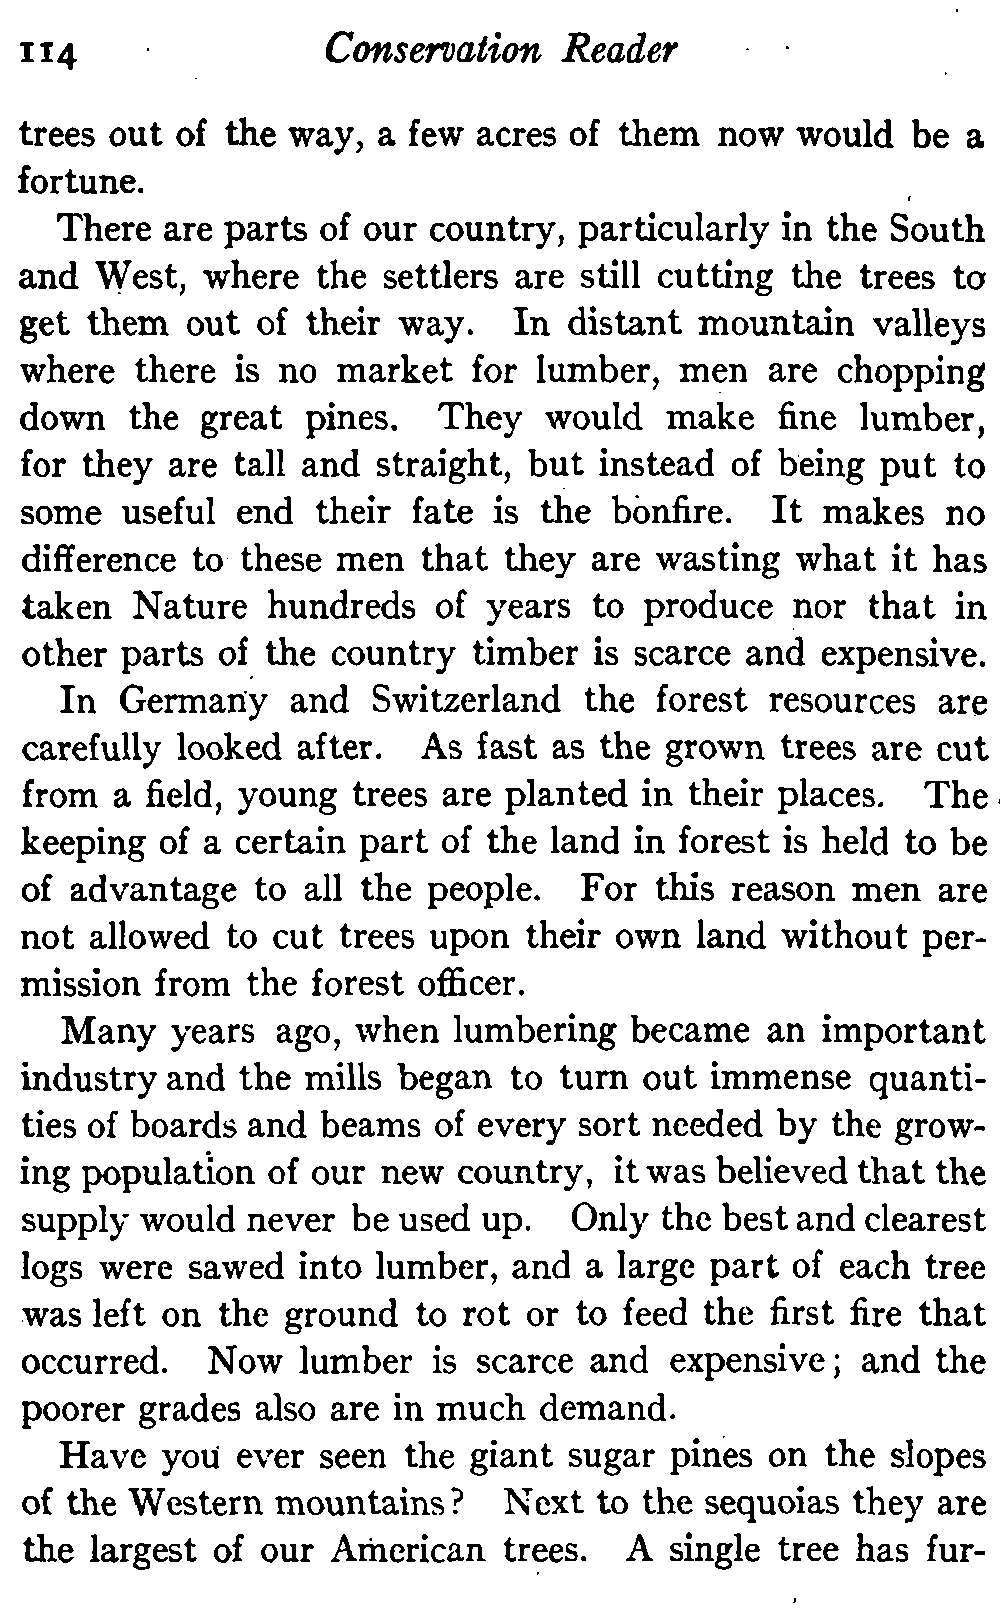 114 Conservation Reader
trees out of the way, a few acres of them now would be a
fortune.
There are parts of our country, particularly in the South
and West, where the settlers are still cutting the trees to
get them out of their way. In distant mountain valleys
where there is no market for lumber, men are chopping
down the great pines. They would make fine lumber,
for they are tall and straight, but instead of being put to
some useful end their fate is the bonfire. It makes no
difference to these men that they are wasting what it has
taken Nature hundreds of years to produce nor that in
other parts of the country timber is scarce and expensive.
In Germany and Switzerland the forest resources are
carefully looked after. As fast as the grown trees are cut
from a field, young trees are planted in their places. The
keeping of a certain part of the land in forest is held to be
of advantage to all the people. For this reason men are
not allowed to cut trees upon their own land without per-
mission from the forest officer.
Many years ago, when lumbering became an important
industry and the mills began to turn out immense quanti-
ties of boards and beams of every sort needed by the grow-
ing population of our new country, it was believed that the
supply would never be used up. Only the best and clearest
logs were sawed into lumber, and a large part of each tree
was left on the ground to rot or to feed the first fire that
occurred. Now lumber is scarce and expensive; and the
poorer grades also are in much demand.
Have you ever seen the giant sugar pines on the slopes
of the Western mountains? Next to the sequoias they are
the largest of our American trees. A single tree has fur-